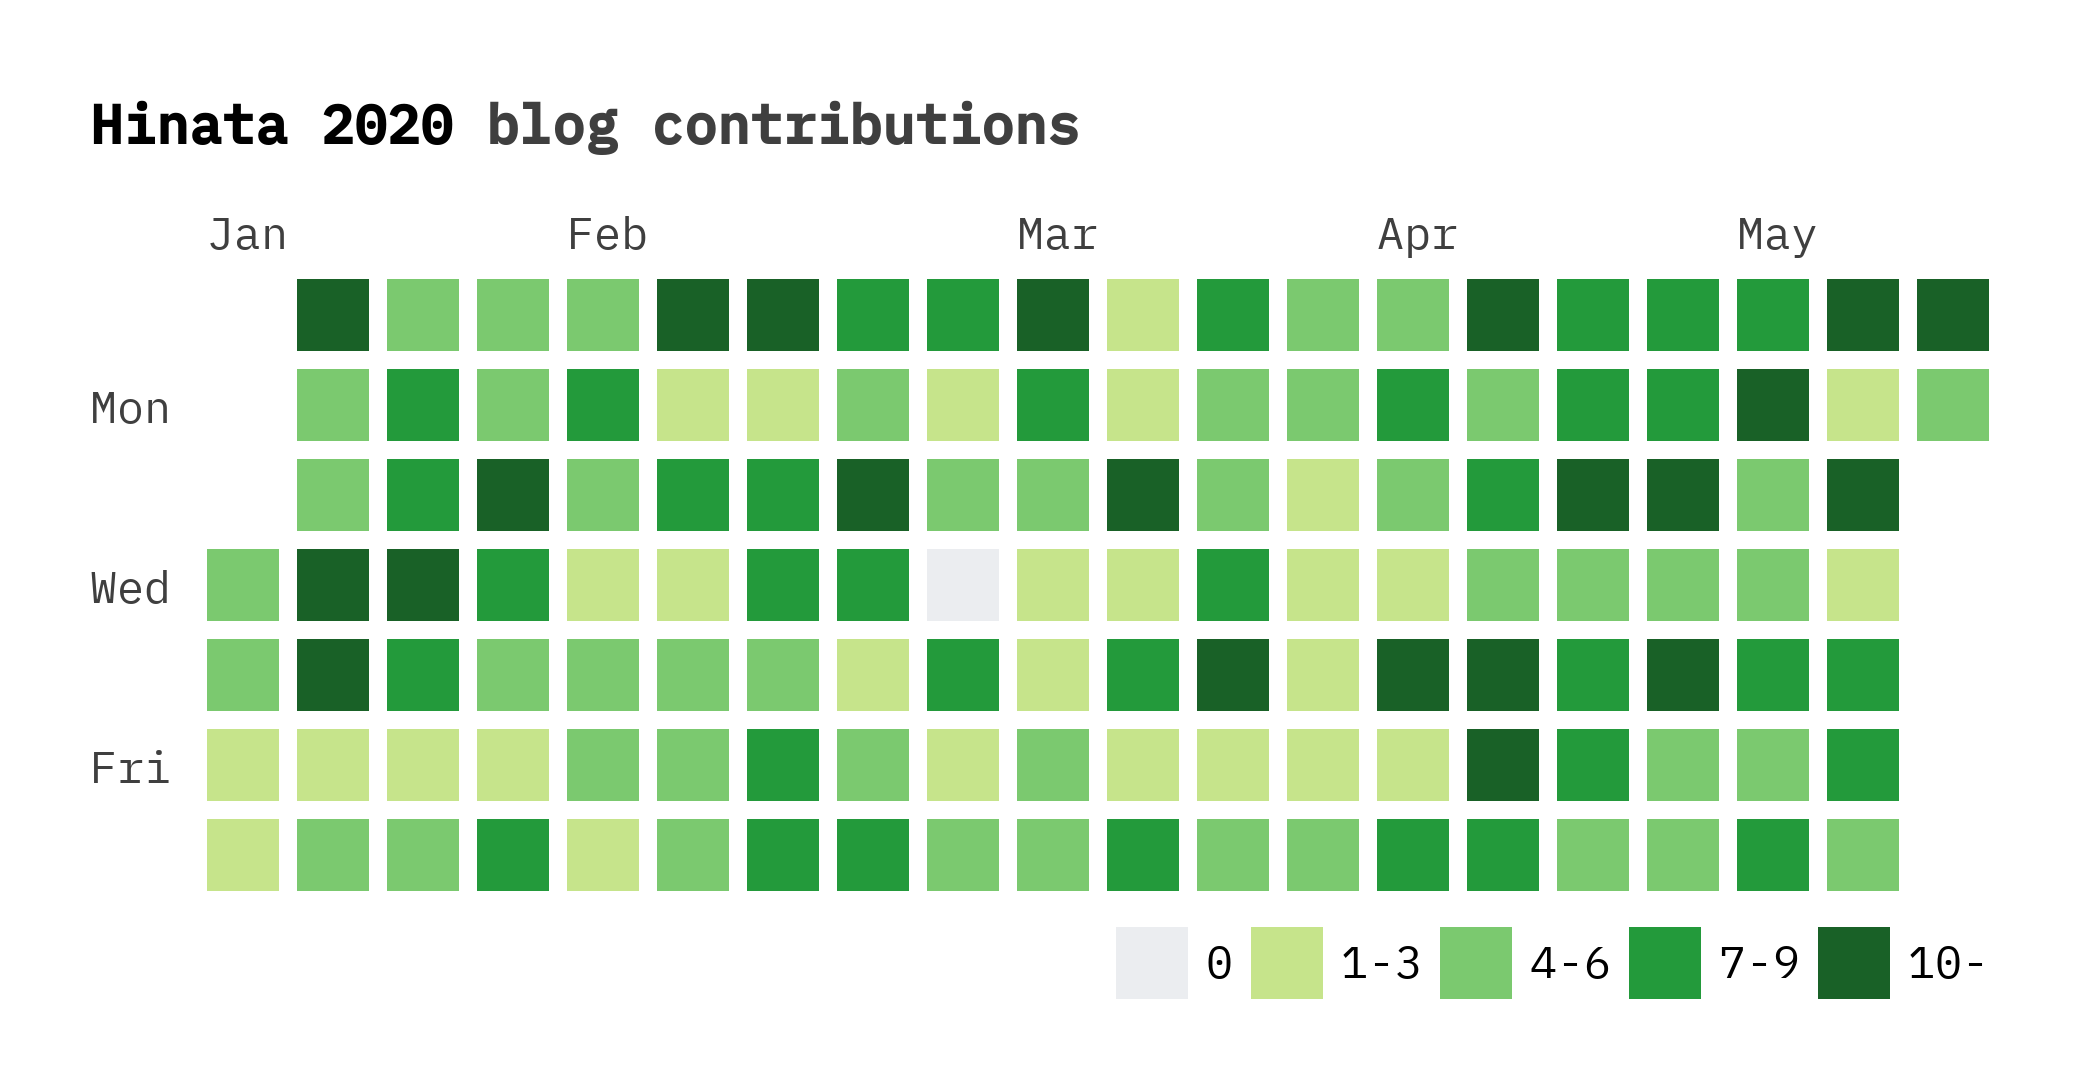 Hinata 2020 blog contributions
Jan Feb Mar Apr May
Mon
Wed
Fri
0 1-3 4-6 7-9 10-